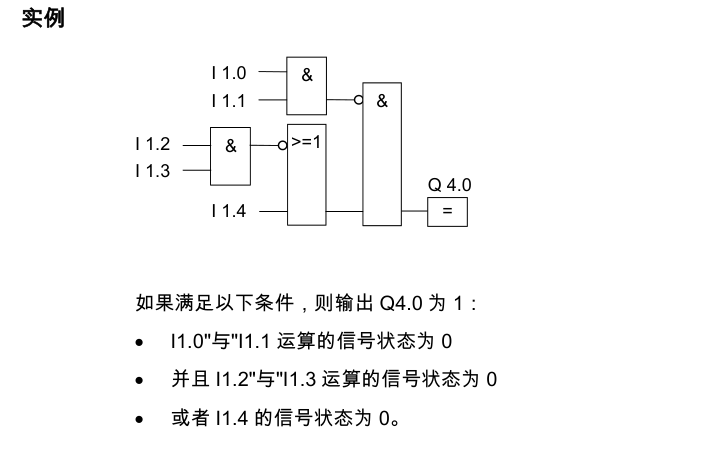 实例
I 1.0
&
I 1.1
&
I 1.2
&
>=1
I 1.3
Q 4.0
I 1.4
=
如果满足以下条件，则输出 Q4.0 为 1：
• I1.0"与"I1.1 运算的信号状态为 0
• 并且 I1.2"与"I1.3 运算的信号状态为 0
• 或者 I1.4 的信号状态为 0。